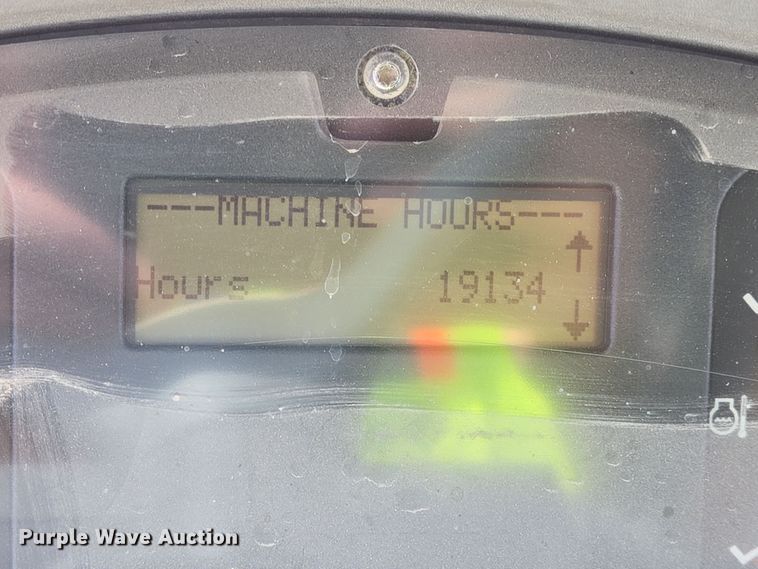 ---MACHINE HOURS---
Hours 19134
Purple Wave Auction